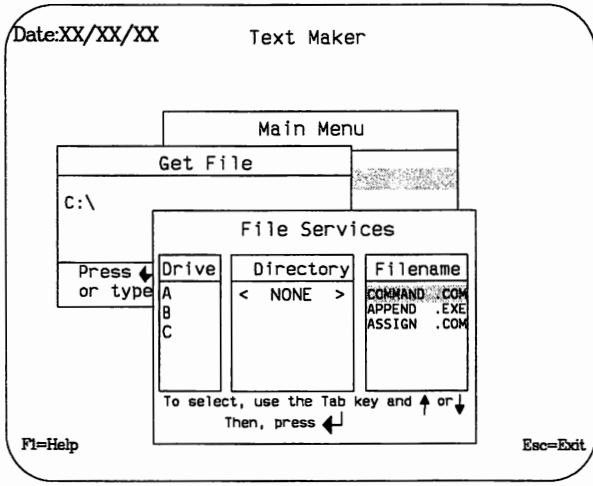 Date:XX/XX/XX Text Maker
Main Menu
Get File
C:\
File Services
Press
or type
Drive Directory Filename
A < NONE > COMMAND .COM
B APPEND .EXE
C ASSIGN .COM
To select, use the Tab key and ↑ or ↓
Then, press ↵
F1=Help Esc=Exit